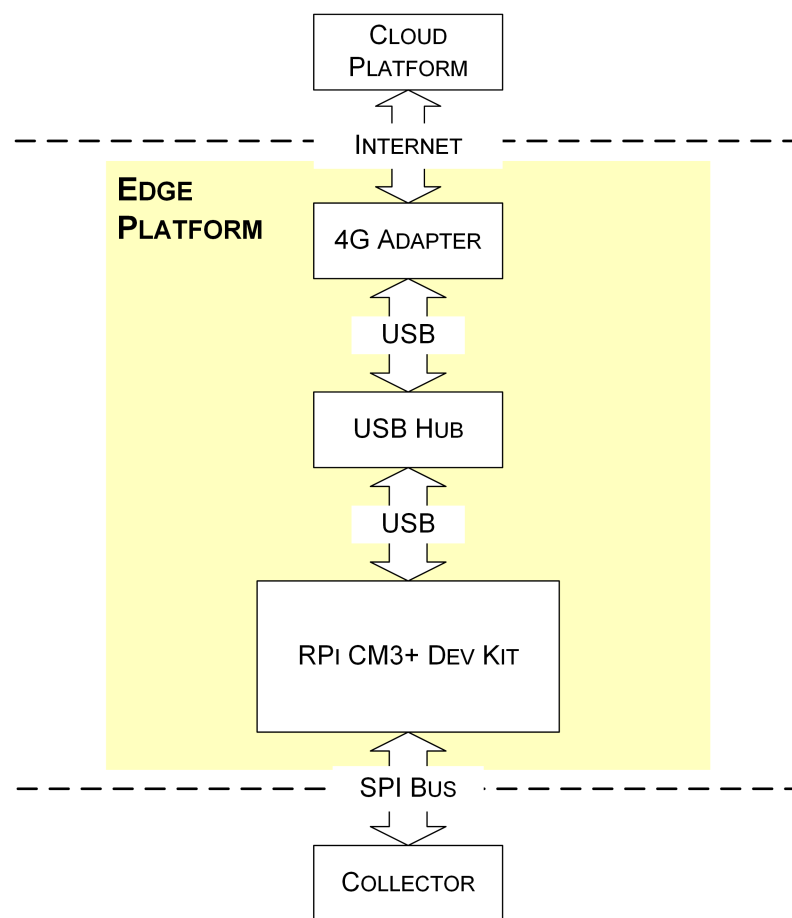 CLOUD
PLATFORM
INTERNET
EDGE
PLATFORM
4G ADAPTER
USB
USB HUB
USB
RPI CM3+ DEV KIT
SPI BUS
COLLECTOR